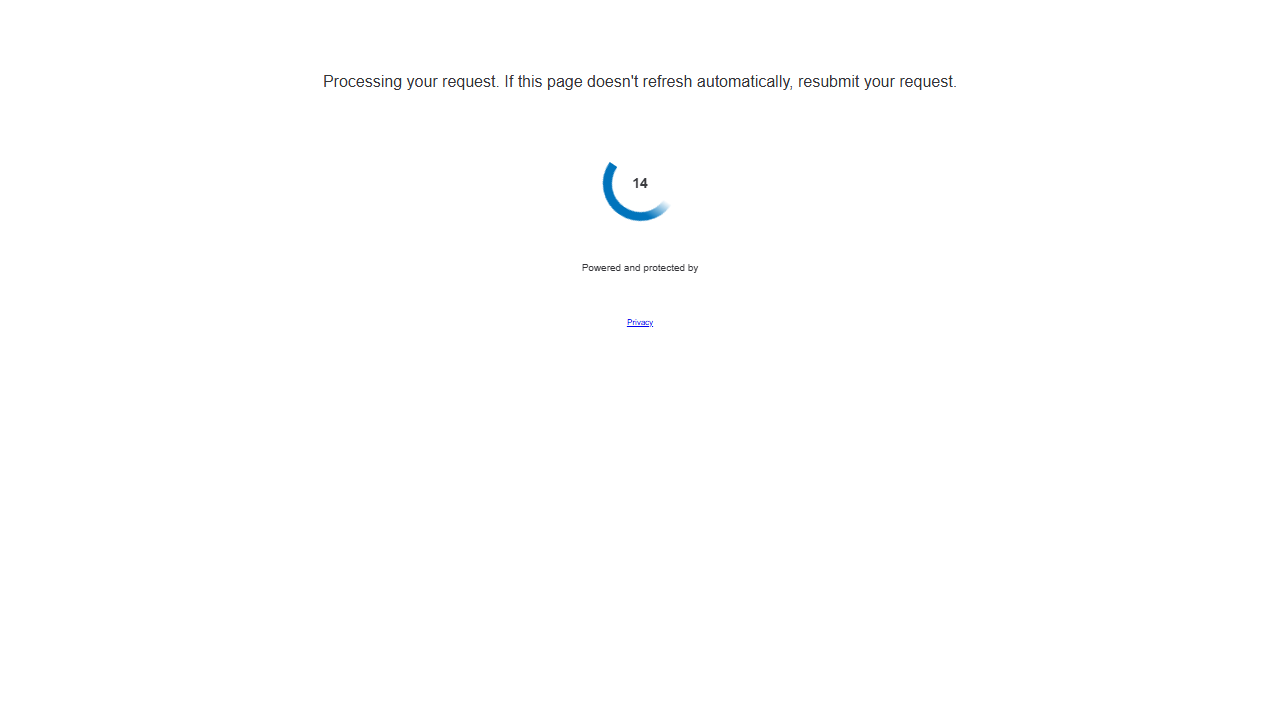 Processing your request. If this page doesn't refresh automatically, resubmit your request.
14
Powered and protected by
Privacy